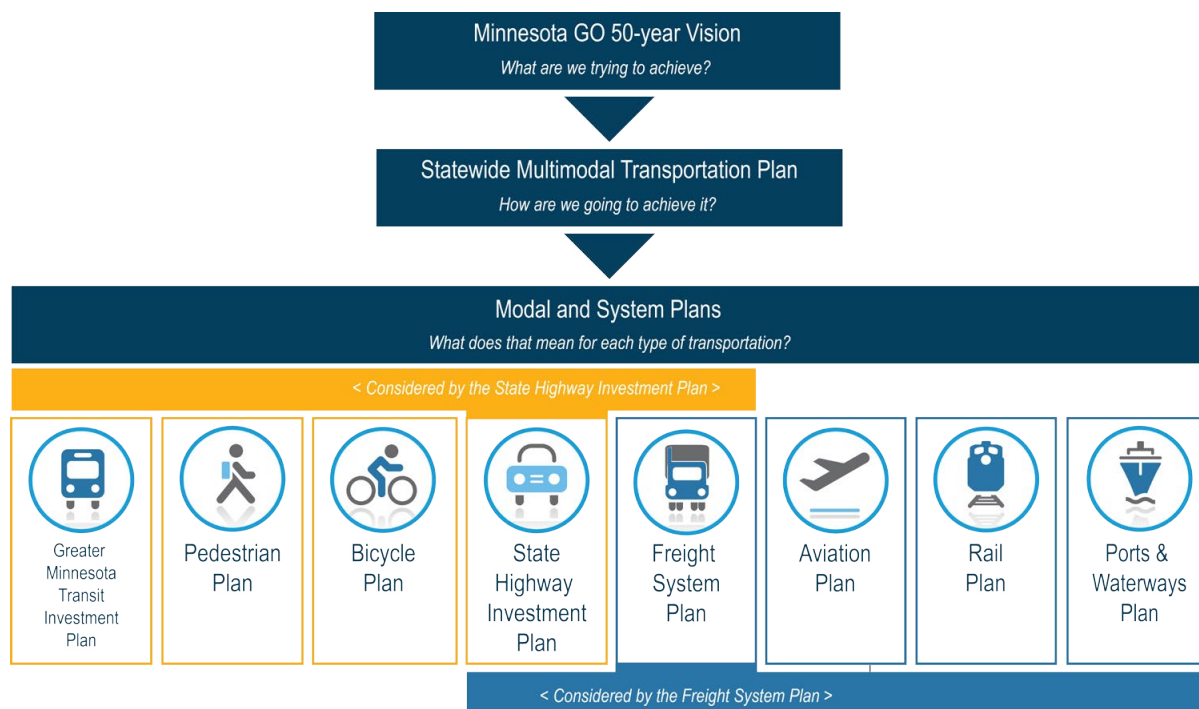 Minnesota GO 50-year Vision
What are we trying to achieve?
Statewide Multimodal Transportation Plan
How are we going to achieve it?
Modal and System Plans
What does that mean for each type of transportation?
< Considered by the State Highway Investment Plan >
Greater
Minnesota
Transit
Investment
Plan
Pedestrian
Plan
Bicycle
Plan
State
Highway
Investment
Plan
Freight
System
Plan
Aviation
Plan
Rail
Plan
Ports &
Waterways
Plan
< Considered by the Freight System Plan >